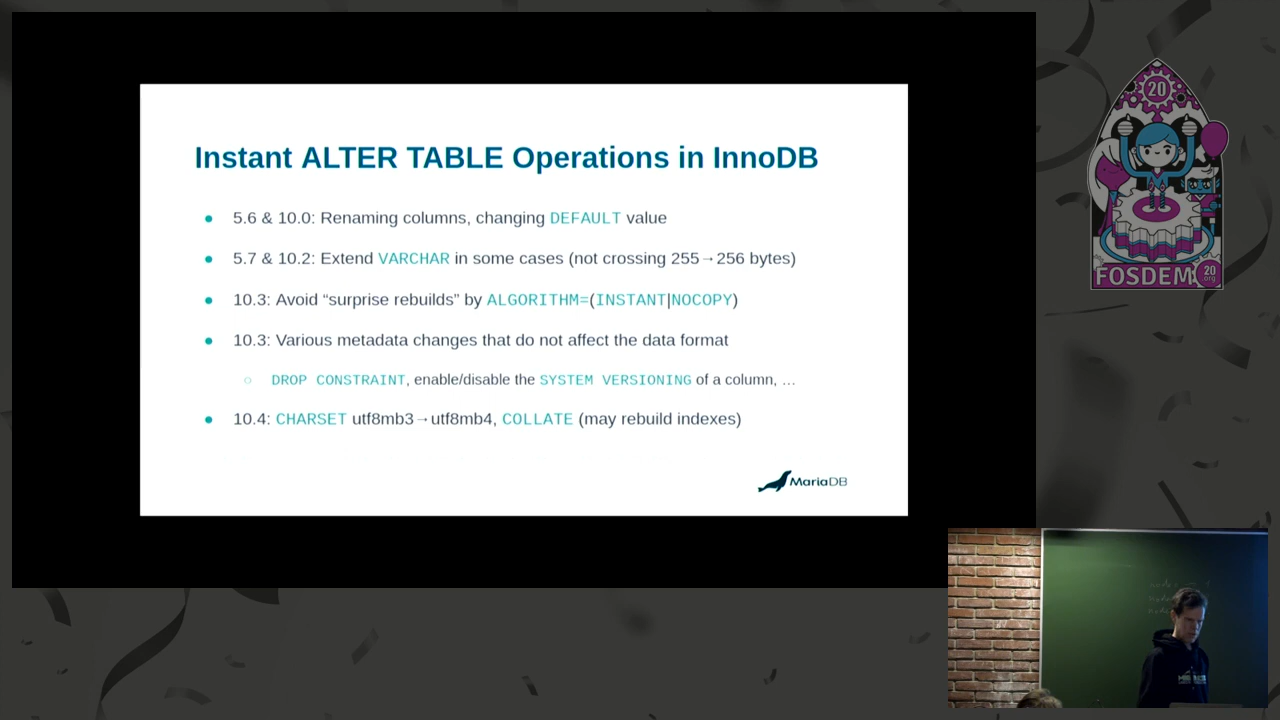 Instant ALTER TABLE Operations in InnoDB
● 5.6 & 10.0: Renaming columns, changing DEFAULT value
● 5.7 & 10.2: Extend VARCHAR in some cases (not crossing 255→256 bytes)
● 10.3: Avoid “surprise rebuilds” by ALGORITHM=(INSTANT|NOCOPY)
● 10.3: Various metadata changes that do not affect the data format
○ DROP CONSTRAINT, enable/disable the SYSTEM VERSIONING of a column, …
● 10.4: CHARSET utf8mb3→utf8mb4, COLLATE (may rebuild indexes)
MariaDB
20
FOSDEM
20
.org